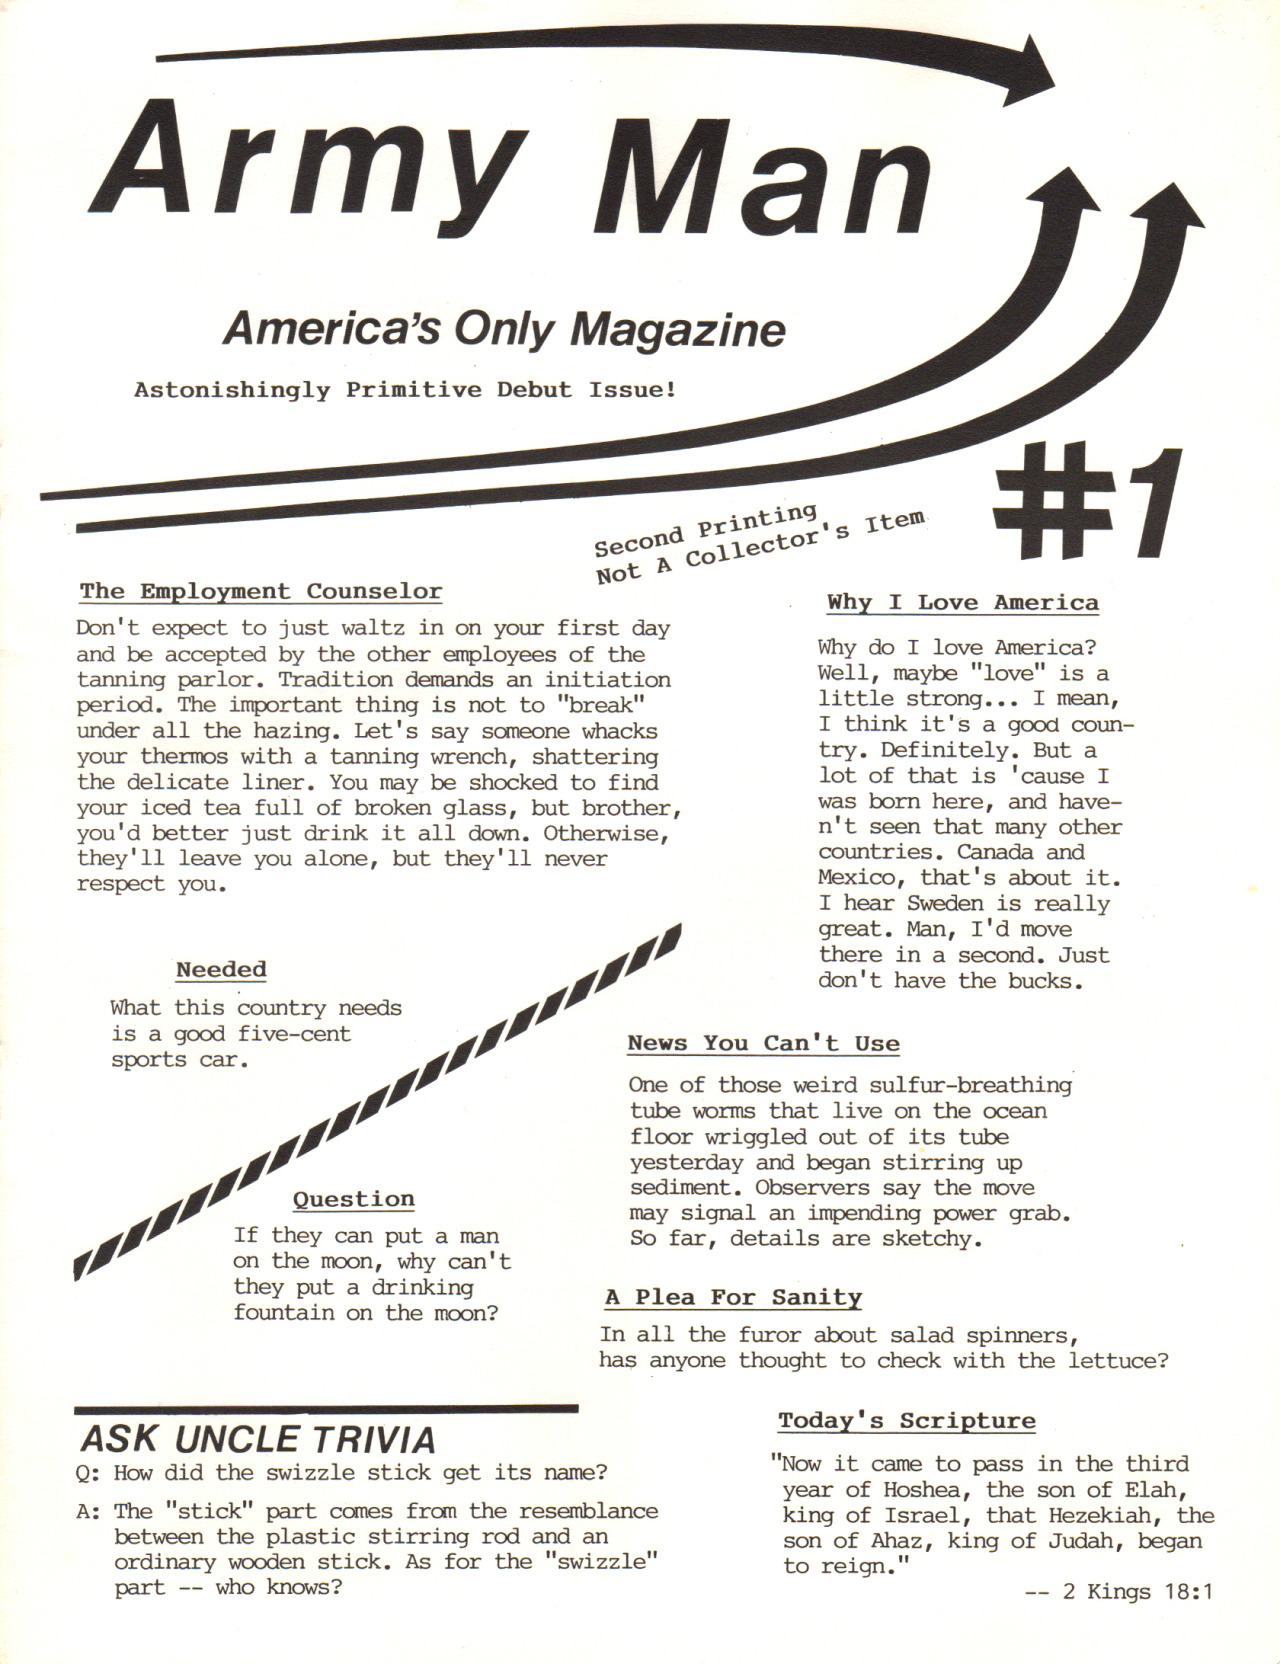 Army Man
America's Only Magazine
Astonishingly Primitive Debut Issue!
#1
Second Printing
Not A Collector's Item
The Employment Counselor
Don't expect to just waltz in on your first day
and be accepted by the other employees of the
tanning parlor. Tradition demands an initiation
period. The important thing is not to "break"
under all the hazing. Let's say someone whacks
your thermos with a tanning wrench, shattering
the delicate liner. You may be shocked to find
your iced tea full of broken glass, but brother,
you'd better just drink it all down. Otherwise,
they'll leave you alone, but they'll never
respect you.
Why I Love America
Why do I love America?
Well, maybe "love" is a
little strong... I mean,
I think it's a good coun-
try. Definitely. But a
lot of that is 'cause I
was born here, and have-
n't seen that many other
countries. Canada and
Mexico, that's about it.
I hear Sweden is really
great. Man, I'd move
there in a second. Just
don't have the bucks.
Needed
What this country needs
is a good five-cent
sports car.
News You Can't Use
One of those weird sulfur-breathing
tube worms that live on the ocean
floor wriggled out of its tube
yesterday and began stirring up
sediment. Observers say the move
may signal an impending power grab.
So far, details are sketchy.
Question
If they can put a man
on the moon, why can't
they put a drinking
fountain on the moon?
A Plea For Sanity
In all the furor about salad spinners,
has anyone thought to check with the lettuce?
ASK UNCLE TRIVIA
Q: How did the swizzle stick get its name?
A: The "stick" part comes from the resemblance
between the plastic stirring rod and an
ordinary wooden stick. As for the "swizzle"
part -- who knows?
Today's Scripture
"Now it came to pass in the third
year of Hoshea, the son of Elah,
king of Israel, that Hezekiah, the
son of Ahaz, king of Judah, began
to reign."
-- 2 Kings 18:1